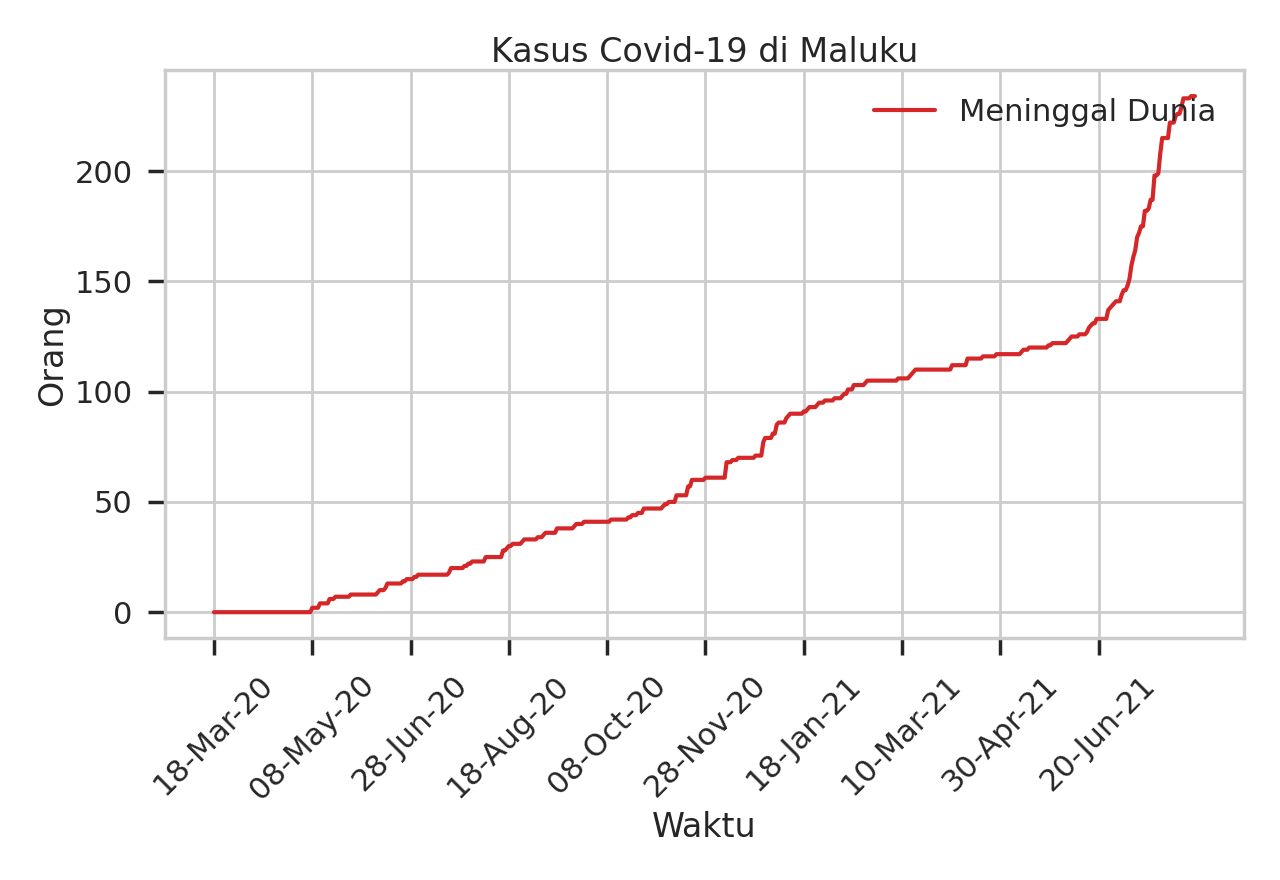 Kasus Covid-19 di Maluku
Meninggal Dunia
Orang
200
150
100
50
0
18-Mar-20
08-May-20
28-Jun-20
18-Aug-20
08-Oct-20
28-Nov-20
18-Jan-21
10-Mar-21
30-Apr-21
20-Jun-21
Waktu